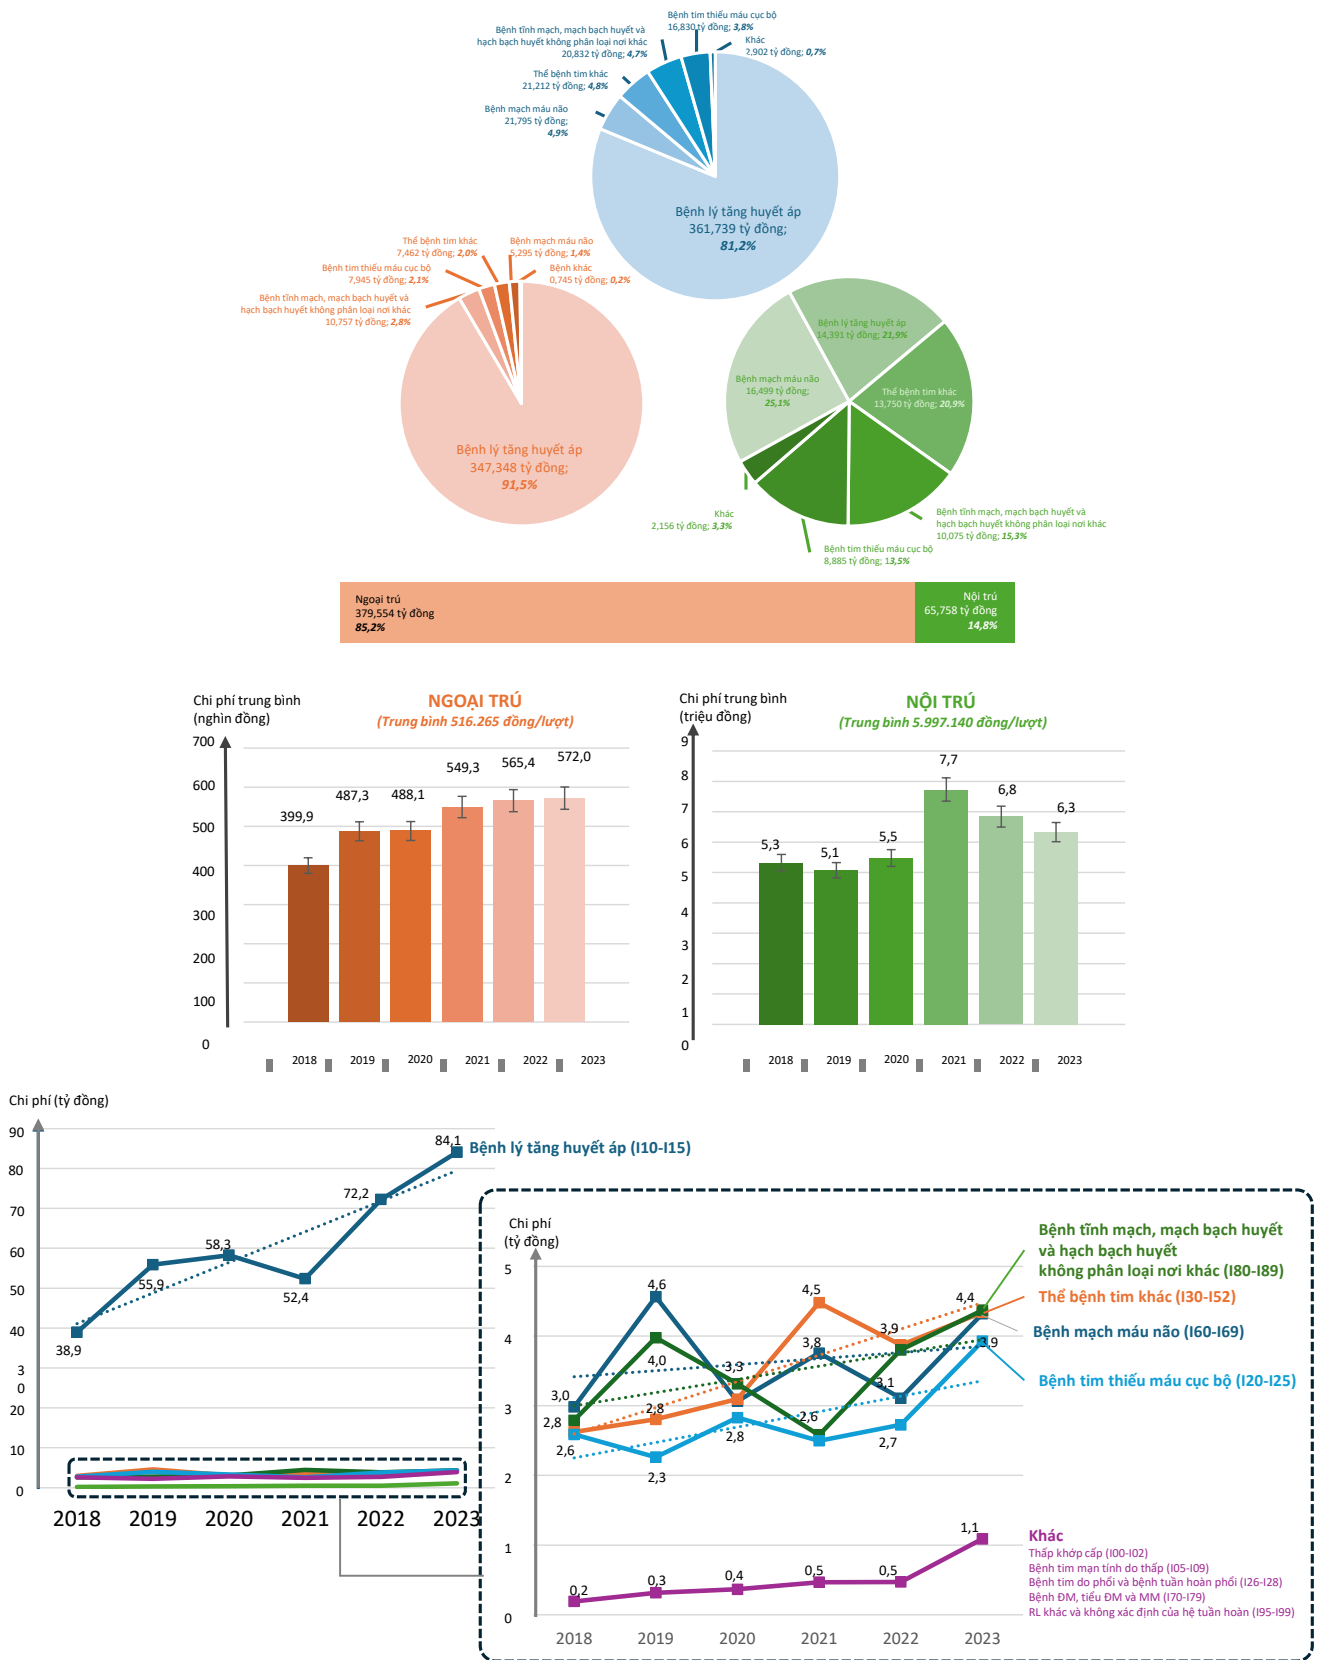 Bệnh tim thiếu máu cục bộ
16,830 tỷ đồng; 3,8%
Bệnh tĩnh mạch, mạch bạch huyết và
hạch bạch huyết không phân loại nơi khác
20,832 tỷ đồng; 4,7%
Khác
2,902 tỷ đồng; 0,7%
Thể bệnh tim khác
21,212 tỷ đồng; 4,8%
Bệnh mạch máu não
21,795 tỷ đồng;
4,9%
Bệnh lý tăng huyết áp
361,739 tỷ đồng;
81,2%
Thể bệnh tim khác
7,462 tỷ đồng; 2,0%
Bệnh mạch máu não
5,295 tỷ đồng; 1,4%
Bệnh tim thiếu máu cục bộ
7,945 tỷ đồng; 2,1%
Bệnh khác
0,745 tỷ đồng; 0,2%
Bệnh tĩnh mạch, mạch bạch huyết và
hạch bạch huyết không phân loại nơi khác
10,757 tỷ đồng; 2,8%
Bệnh lý tăng huyết áp
347,348 tỷ đồng;
91,5%
Bệnh lý tăng huyết áp
14,391 tỷ đồng; 21,9%
Bệnh mạch máu não
16,499 tỷ đồng;
25,1%
Thể bệnh tim khác
13,750 tỷ đồng; 20,9%
Khác
2,156 tỷ đồng; 3,3%
Bệnh tĩnh mạch, mạch bạch huyết và
hạch bạch huyết không phân loại nơi khác
10,075 tỷ đồng; 15,3%
Bệnh tim thiếu máu cục bộ
8,885 tỷ đồng; 13,5%
Ngoại trú
379,554 tỷ đồng
85,2%
Nội trú
65,758 tỷ đồng
14,8%
Chi phí trung bình
(nghìn đồng)
NGOẠI TRÚ
(Trung bình 516.265 đồng/lượt)
700
600
500
400
300
200
100
0
399,9
487,3
488,1
549,3
565,4
572,0
2018
2019
2020
2021
2022
2023
Chi phí trung bình
(triệu đồng)
NỘI TRÚ
(Trung bình 5.997.140 đồng/lượt)
9
8
7
6
5
4
3
2
1
0
5,3
5,1
5,5
7,7
6,8
6,3
2018
2019
2020
2021
2022
2023
Chi phí (tỷ đồng)
90
80
70
60
50
40
3
0
20
10
0
38,9
55,9
58,3
52,4
72,2
84,1
Bệnh lý tăng huyết áp (I10-I15)
2018
2019
2020
2021
2022
2023
Chi phí
(tỷ đồng)
5
4
3
2
1
0
3,0
2,8
2,6
4,6
4,0
2,8
2,3
3,3
2,8
4,5
3,8
2,6
3,9
3,1
2,7
4,4
3,9
0,2
0,3
0,4
0,5
0,5
1,1
2018
2019
2020
2021
2022
2023
Bệnh tĩnh mạch, mạch bạch huyết
và hạch bạch huyết
không phân loại nơi khác (I80-I89)
Thể bệnh tim khác (I30-I52)
Bệnh mạch máu não (I60-I69)
Bệnh tim thiếu máu cục bộ (I20-I25)
Khác
Thấp khớp cấp (I00-I02)
Bệnh tim mạn tính do thấp (I05-I09)
Bệnh tim do phổi và bệnh tuần hoàn phổi (I26-I28)
Bệnh ĐM, tiểu ĐM và MM (I70-I79)
RL khác và không xác định của hệ tuần hoàn (I95-I99)